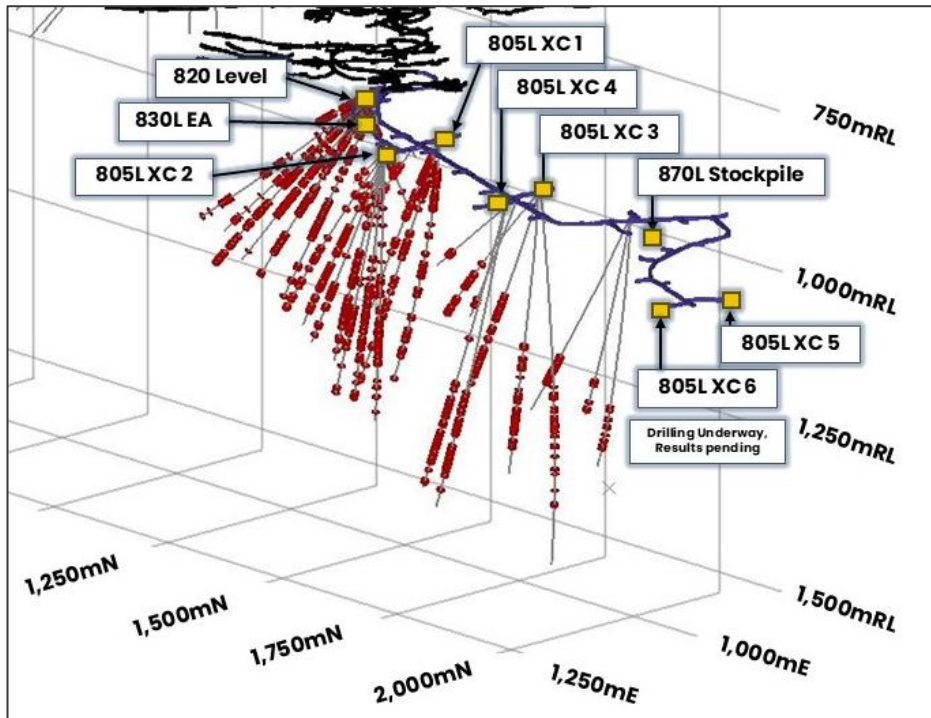 805L XC 1
820 Level
805L XC 4
830L EA
805L XC 3
750mRL
805L XC 2
870L Stockpile
1,000mRL
805L XC 5
805L XC 6
Drilling Underway,
Results pending
1,250mRL
1,250mN
1,500mN
1,500mRL
1,750mN
1,000mE
2,000mN
1,250mE